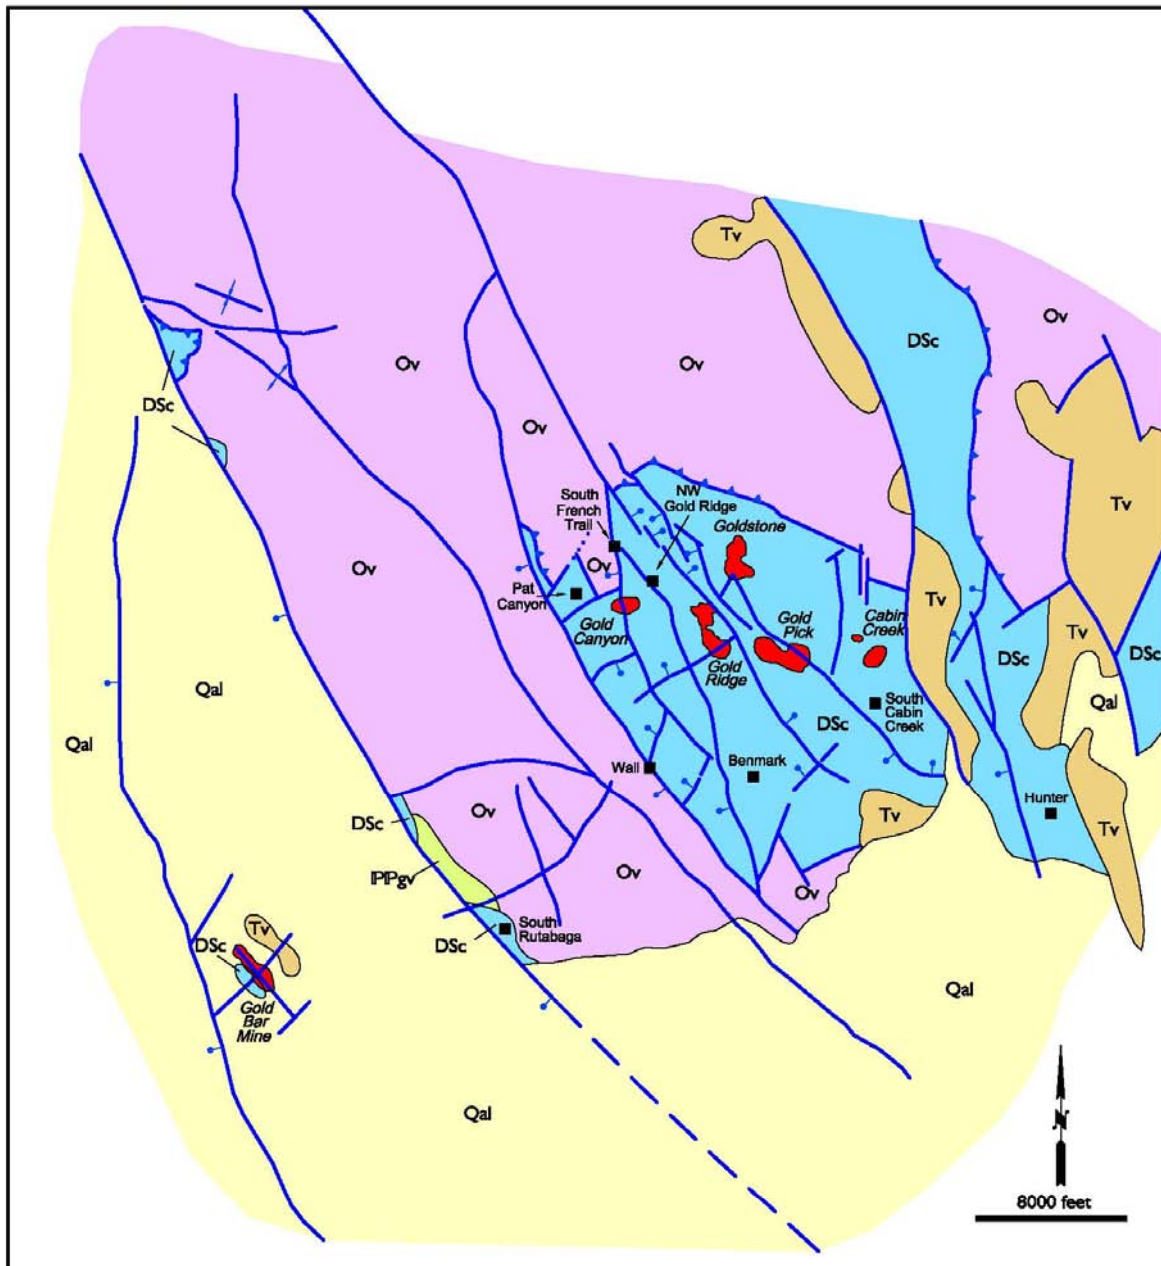 Tv
Ov
DSc
Ov
Ov
DSc
Ov
South
French
Trail
NW
Gold Ridge
Goldstone
Tv
Ov
Ov
Pat
Canyon
Tv
Gold
Canyon
Gold
Ridge
Gold
Pick
Cabin
Creek
Tv
DSc
DSc
Qal
Qal
South
Cabin
Creek
DSc
Qal
Wall
Benmark
Hunter
Ov
DSc
Tv
Tv
IPIPgv
Ov
Ov
Tv
DSc
DSc
South
Rutabaga
Gold
Bar
Mine
Qal
Qal
N
8000 feet